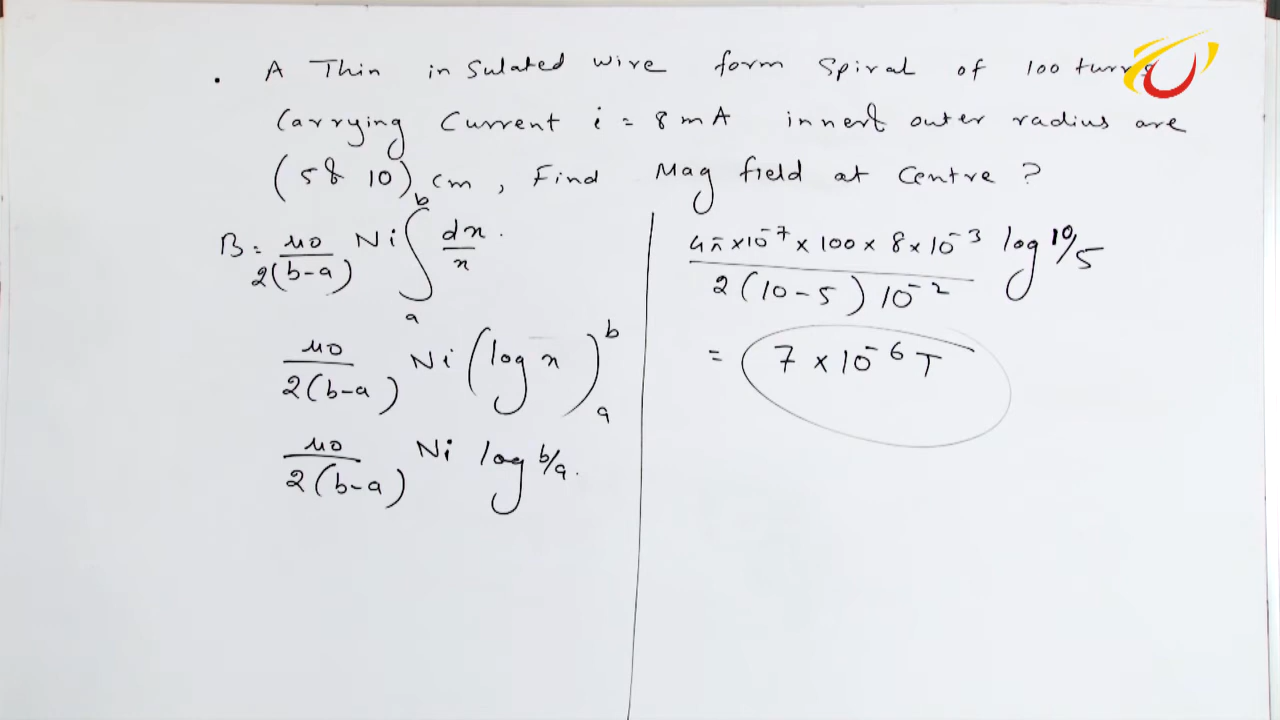 . A Thin insulated wire form spiral of 100 turns
Carrying Current i = 8 mA inner & outer radius are
(5 & 10) cm, Find Mag field at Centre ?
B = μ0/2(b-a) Ni ∫_a^b dx/x .
μ0/2(b-a) Ni (log x)_a^b
μ0/2(b-a) Ni log b/a .
4π×10^-7 × 100 × 8 × 10^-3 / 2(10-5) 10^-2 log 10/5
= 7 × 10^-6 T